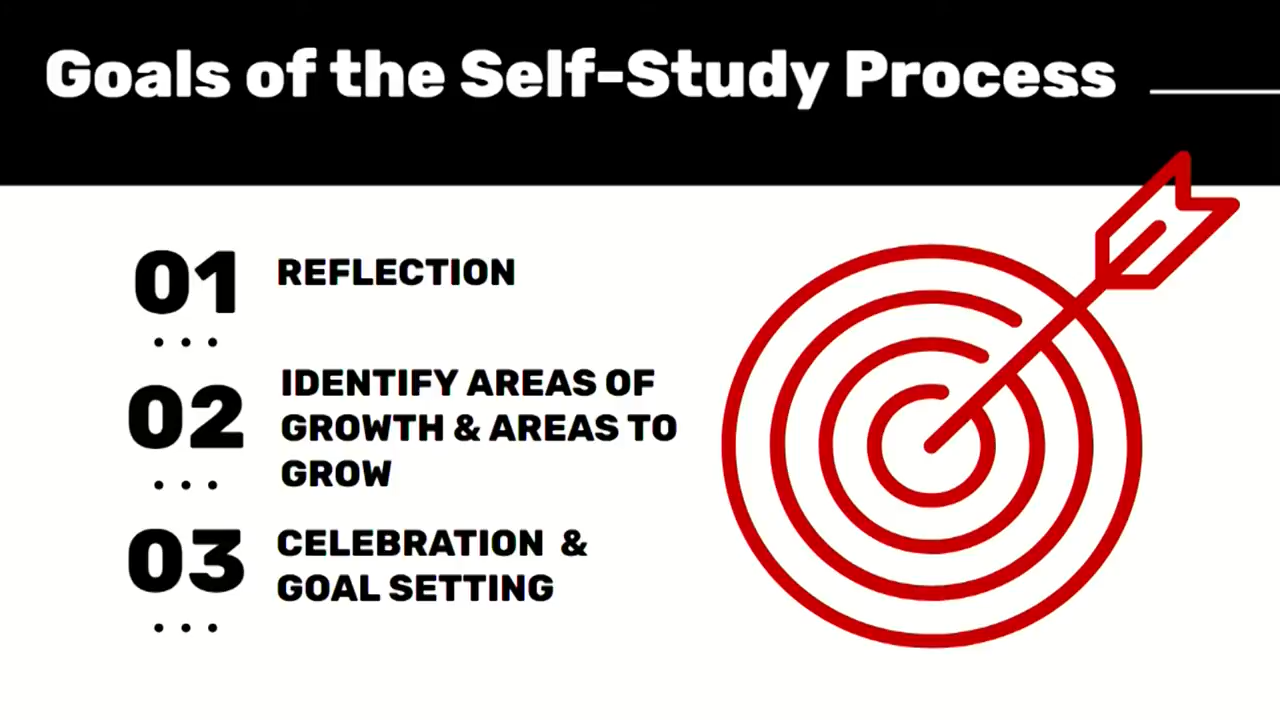 Goals of the Self-Study Process
01
REFLECTION
02
IDENTIFY AREAS OF
GROWTH & AREAS TO
GROW
03
CELEBRATION &
GOAL SETTING